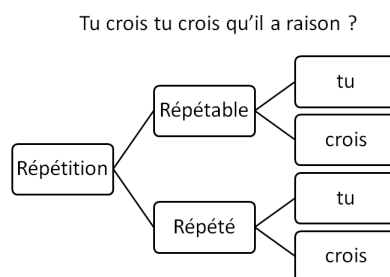 Tu crois tu crois qu'il a raison ?
tu
Répétable
crois
Répétition
tu
Répété
crois